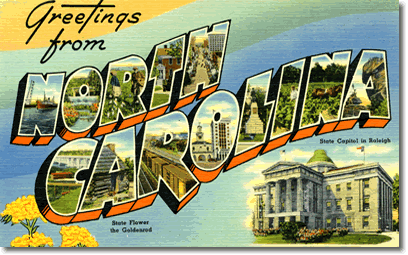 Greetings
from
NORTH
CAROLINA
State Capitol in Raleigh
State Flower
the Goldenrod